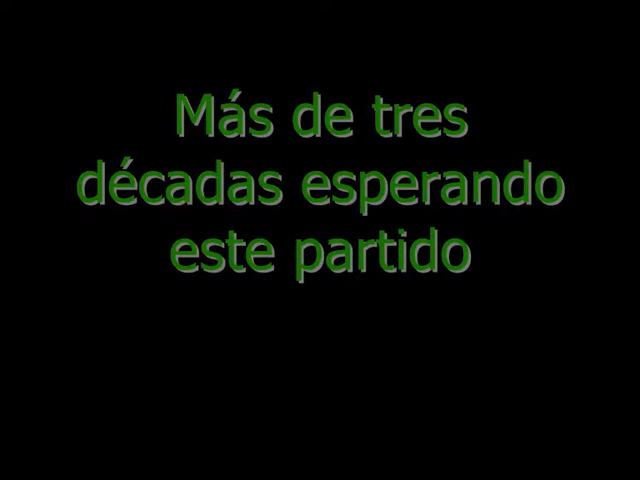 Más de tres
décadas esperando
este partido